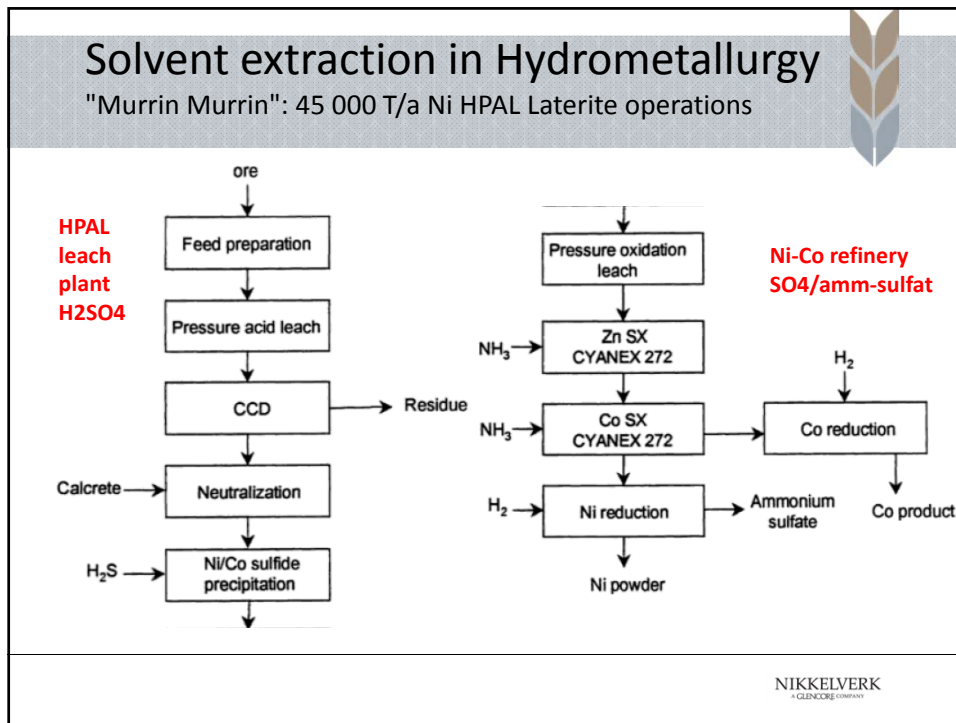 Solvent extraction in Hydrometallurgy
"Murrin Murrin": 45 000 T/a Ni HPAL Laterite operations
HPAL
leach
plant
H2SO4
ore
Feed preparation
Pressure acid leach
CCD
Residue
Calcrete
Neutralization
H₂S
Ni/Co sulfide
precipitation
Pressure oxidation
leach
Ni-Co refinery
SO4/amm-sulfat
NH₃
Zn SX
CYANEX 272
NH₃
Co SX
CYANEX 272
H₂
Co reduction
Co product
H₂
Ni reduction
Ammonium
sulfate
Ni powder
NIKKELVERK
A GLENCORE COMPANY